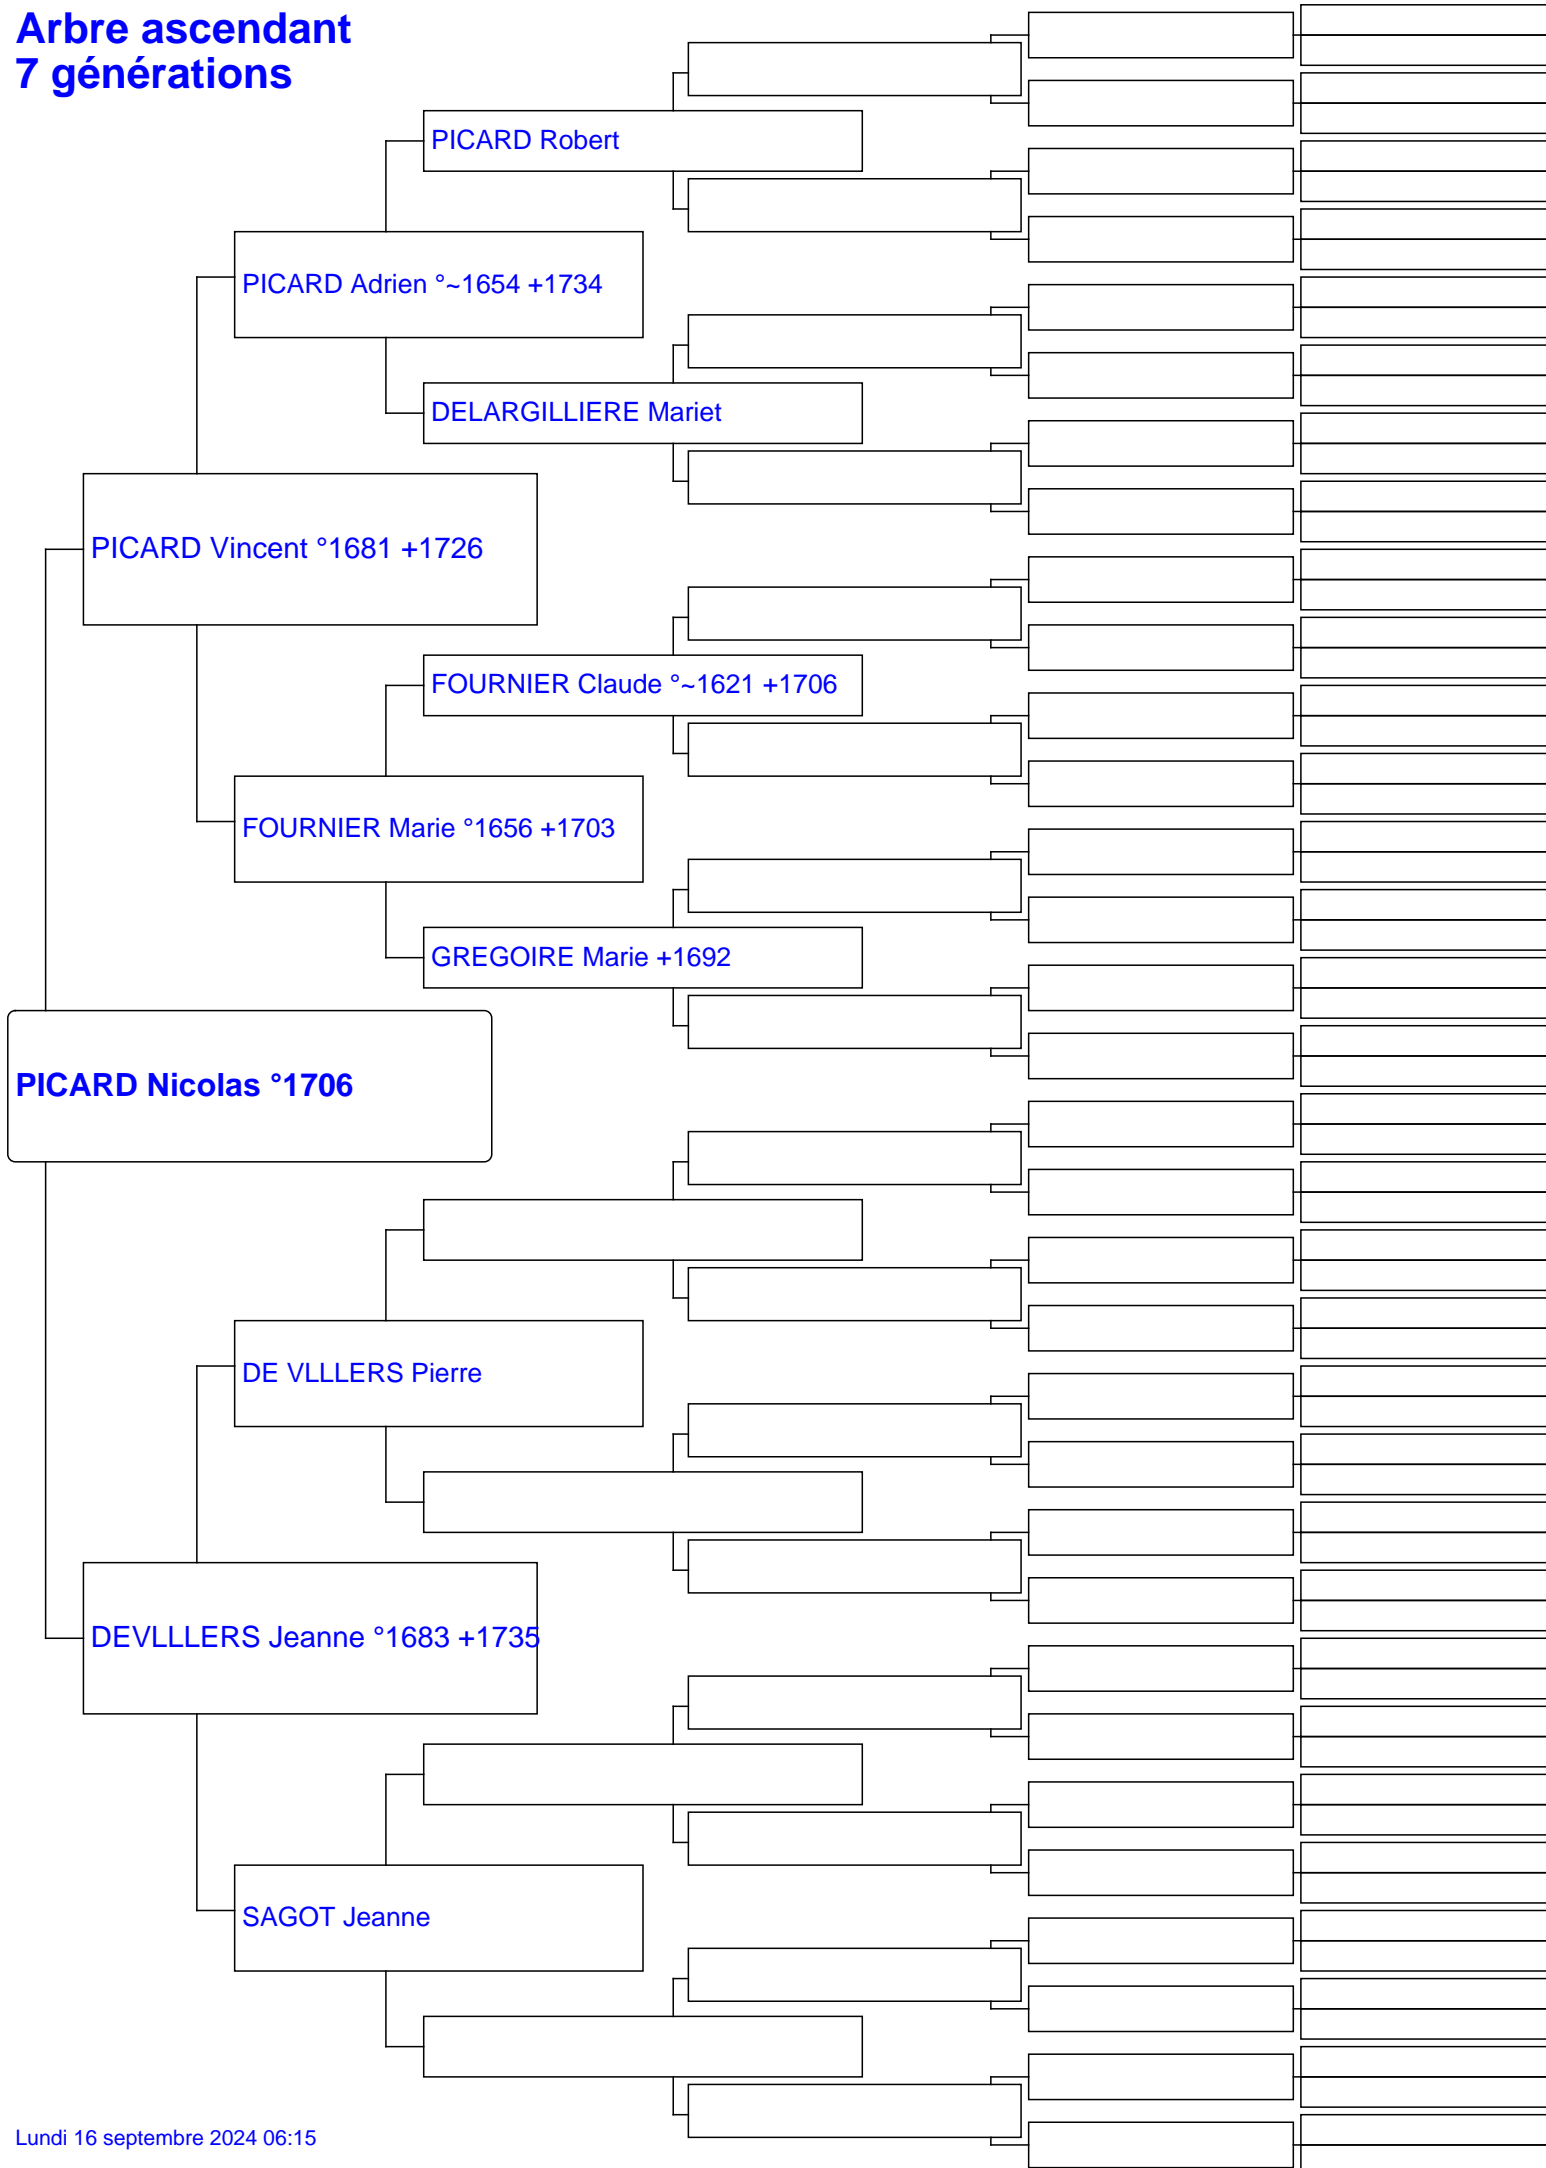 Arbre ascendant
7 générations
PICARD Robert
PICARD Adrien °~1654 +1734
DELARGILLIERE Mariet
PICARD Vincent °1681 +1726
FOURNIER Claude °~1621 +1706
FOURNIER Marie °1656 +1703
GREGOIRE Marie +1692
PICARD Nicolas °1706
DE VLLLERS Pierre
DEVLLLERS Jeanne °1683 +1735
SAGOT Jeanne
Lundi 16 septembre 2024 06:15